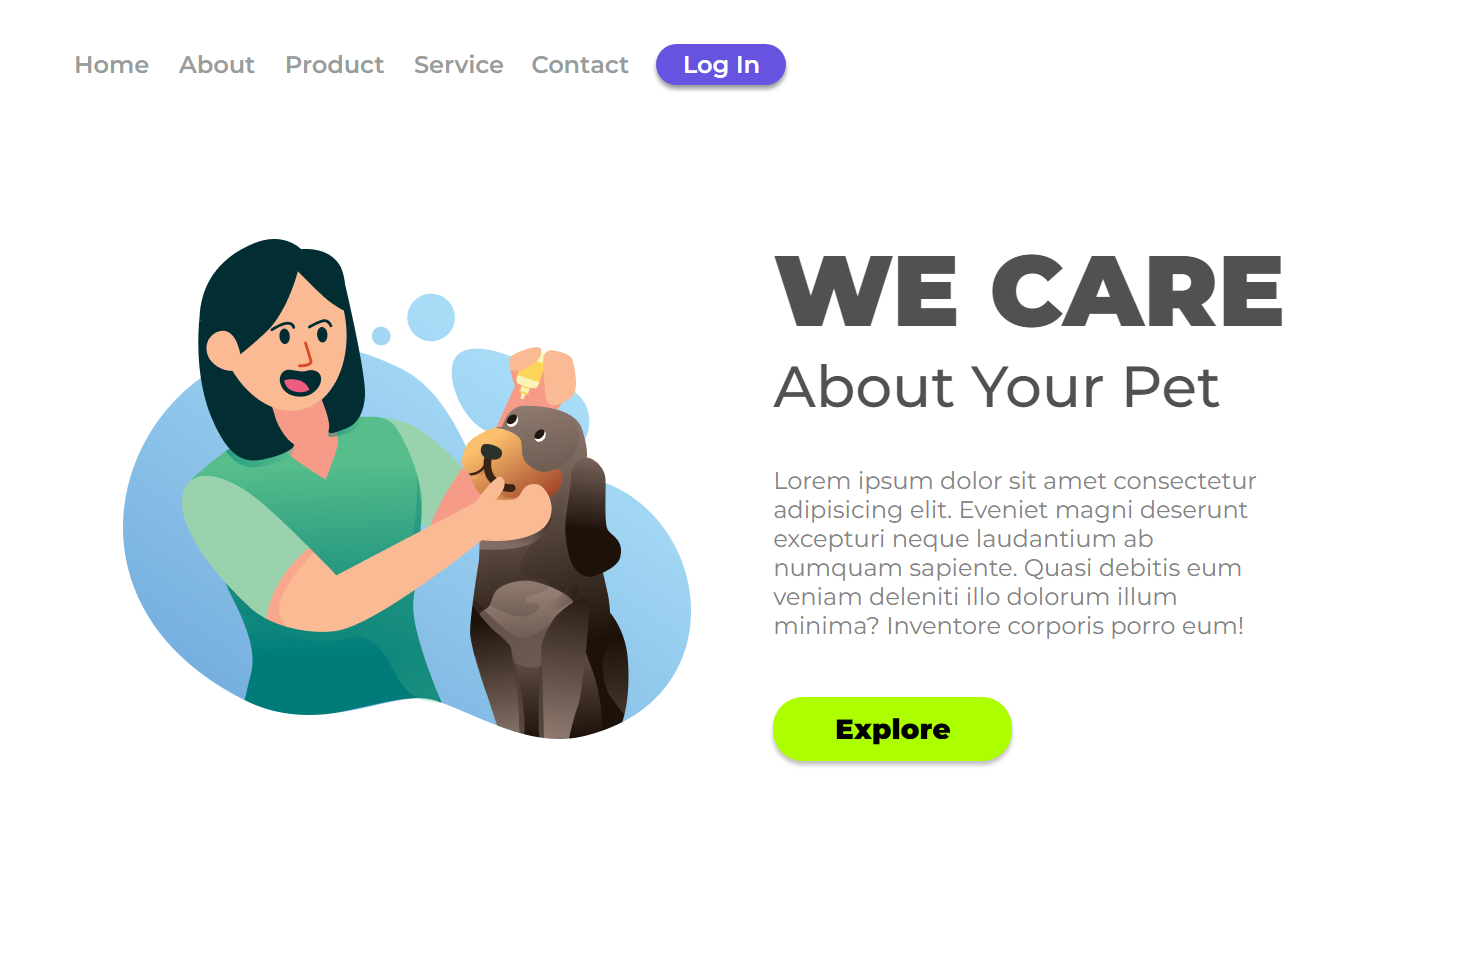 Home About Product Service Contact Log In
WE CARE
About Your Pet
Lorem ipsum dolor sit amet consectetur
adipisicing elit. Eveniet magni deserunt
excepturi neque laudantium ab
numquam sapiente. Quasi debitis eum
veniam deleniti illo dolorum illum
minima? Inventore corporis porro eum!
Explore